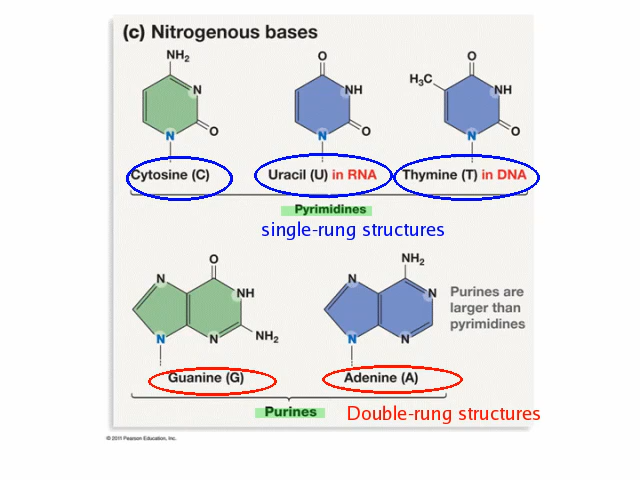 (c) Nitrogenous bases
NH₂
N
O
N
Cytosine (C)
O
NH
O
N
Uracil (U) in RNA
O
H₃C
NH
O
N
Thymine (T) in DNA
Pyrimidines
single-rung structures
O
N
NH
N
N
NH₂
Guanine (G)
NH₂
N
N
N
N
Adenine (A)
Purines are
larger than
pyrimidines
Purines
Double-rung structures
© 2011 Pearson Education, Inc.